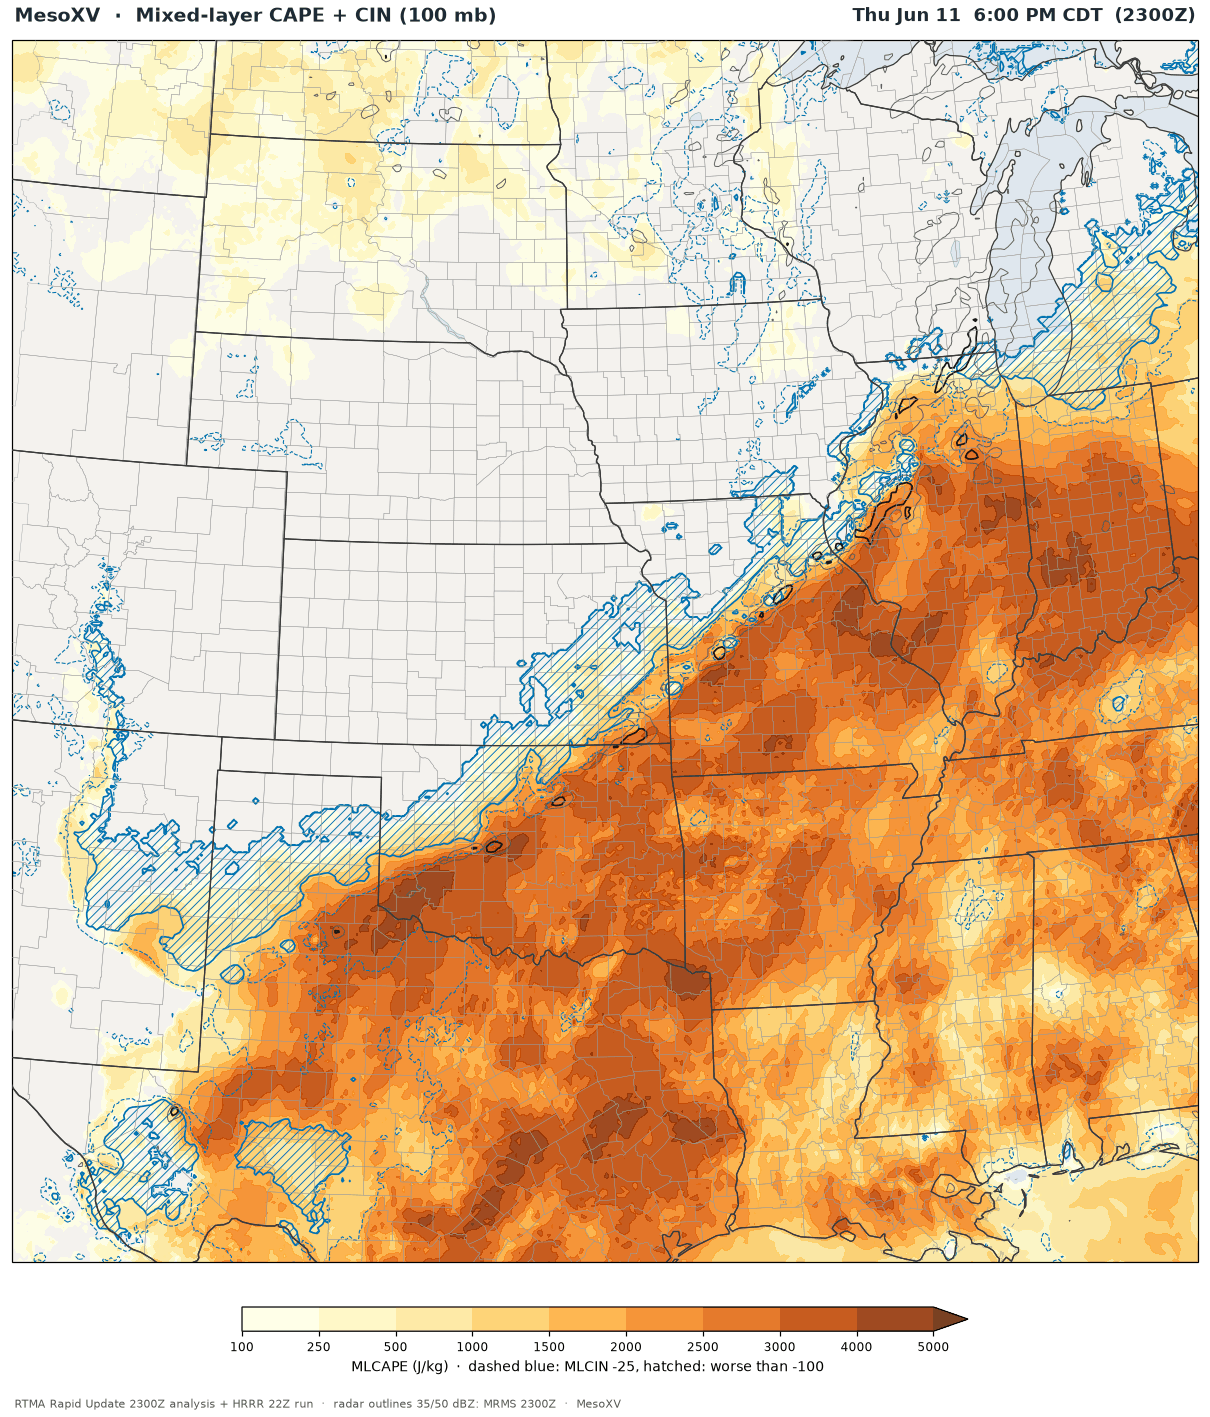 MesoXV · Mixed-layer CAPE + CIN (100 mb)
Thu Jun 11 6:00 PM CDT (2300Z)
100 250 500 1000 1500 2000 2500 3000 4000 5000
MLCAPE (J/kg) · dashed blue: MLCIN -25, hatched: worse than -100
RTMA Rapid Update 2300Z analysis + HRRR 22Z run · radar outlines 35/50 dBZ: MRMS 2300Z · MesoXV